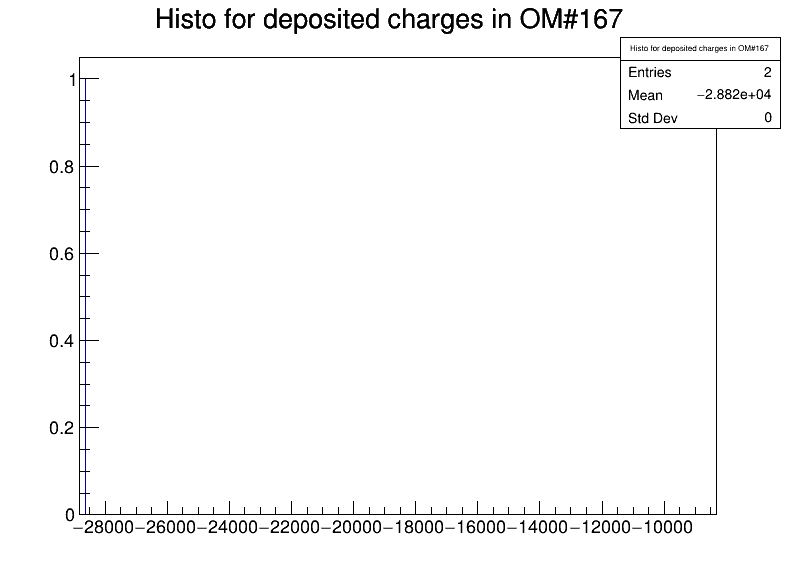 Histo for deposited charges in OM#167
Histo for deposited charges in OM#167
Entries 2
Mean −2.882e+04
Std Dev 0
1
0.8
0.6
0.4
0.2
0
−28000−26000−24000−22000−20000−18000−16000−14000−12000−10000